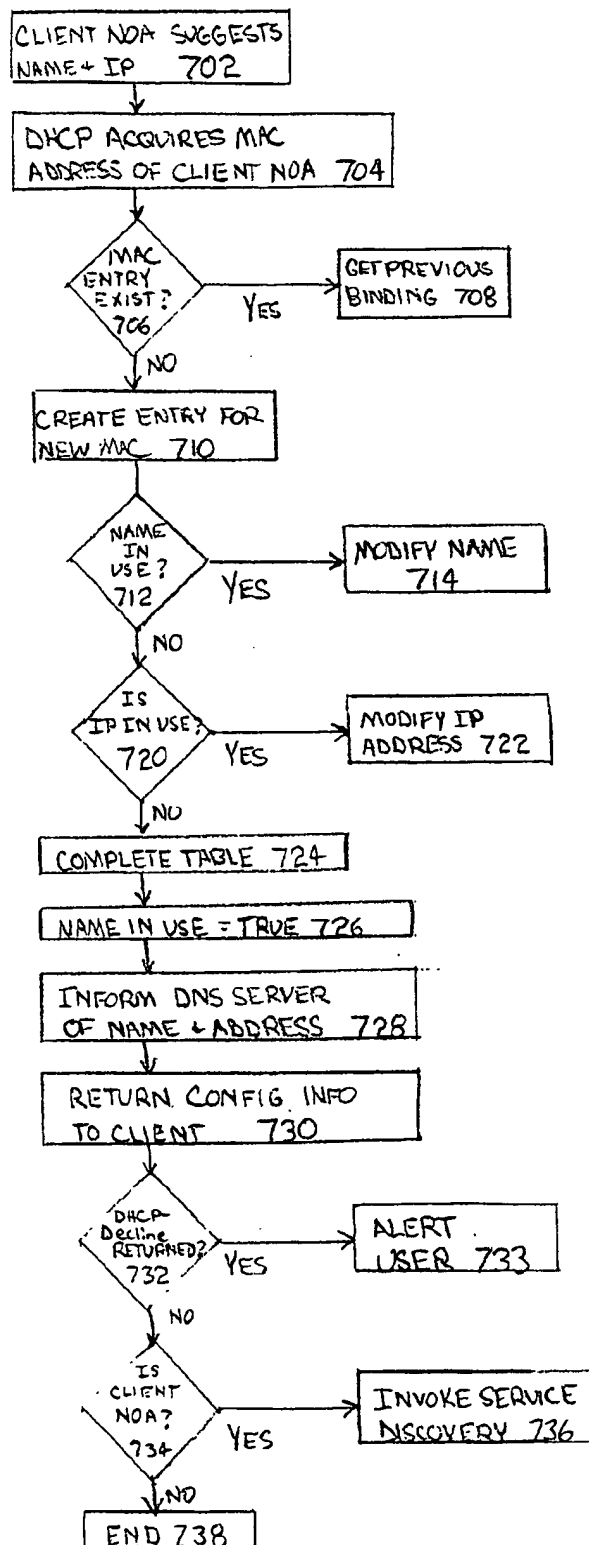 CLIENT NOA SUGGESTS
NAME + IP 702
DHCP ACQUIRES MAC
ADDRESS OF CLIENT NOA 704
MAC
ENTRY
EXIST?
706
YES
GET PREVIOUS
BINDING 708
NO
CREATE ENTRY FOR
NEW MAC 710
NAME
IN
USE?
712
YES
MODIFY NAME
714
NO
IS
IP IN USE?
720
YES
MODIFY IP
ADDRESS 722
NO
COMPLETE TABLE 724
NAME IN USE = TRUE 726
INFORM DNS SERVER
OF NAME & ADDRESS 728
RETURN CONFIG INFO
TO CLIENT 730
DHCP-
Decline
RETURNED?
732
YES
ALERT
USER 733
NO
IS
CLIENT
NOA?
734
YES
INVOKE SERVICE
DISCOVERY 736
NO
END 738